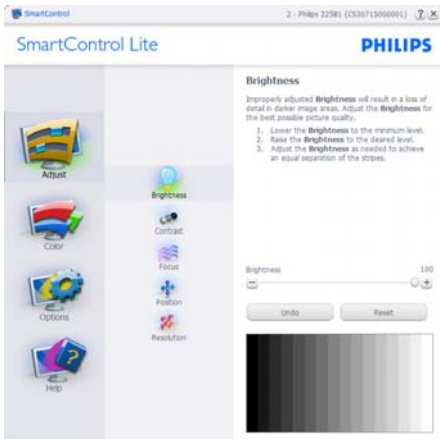 SmartControl
2 - Philips 225B1 (CS30715000001)
SmartControl Lite
PHILIPS
Adjust
Color
Options
Help
Brightness
Contrast
Focus
Position
Resolution
Brightness
Improperly adjusted Brightness will result in a loss of
detail in darker image areas. Adjust the Brightness for
the best possible picture quality.
1. Lower the Brightness to the minimum level.
2. Raise the Brightness to the desired level.
3. Adjust the Brightness as needed to achieve
an equal separation of the stripes.
Brightness 100
Undo Reset